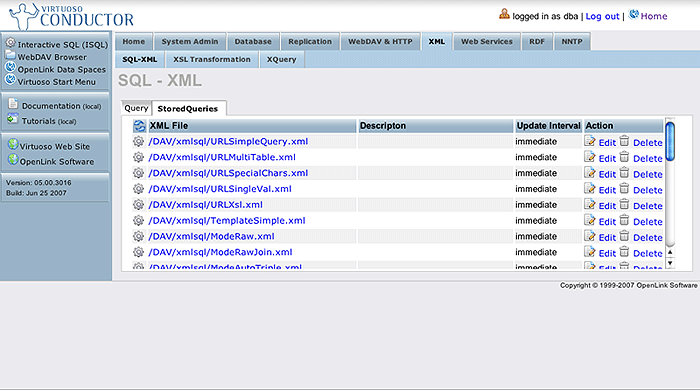 VIRTUOSO
CONDUCTOR
logged in as dba | Log out | Home
Interactive SQL (ISQL)
WebDAV Browser
OpenLink Data Spaces
Virtuoso Start Menu
Documentation (local)
Tutorials (local)
Virtuoso Web Site
OpenLink Software
Version: 05.00.3016
Build: Jun 25 2007
Home System Admin Database Replication WebDAV & HTTP XML Web Services RDF NNTP
SQL-XML XSL Transformation XQuery
SQL - XML
Query StoredQueries
XML File Descripton Update Interval Action
/DAV/xmlsql/URLSimpleQuery.xml immediate Edit Delete
/DAV/xmlsql/URLMultiTable.xml immediate Edit Delete
/DAV/xmlsql/URLSpecialChars.xml immediate Edit Delete
/DAV/xmlsql/URLSingleVal.xml immediate Edit Delete
/DAV/xmlsql/URLXsl.xml immediate Edit Delete
/DAV/xmlsql/TemplateSimple.xml immediate Edit Delete
/DAV/xmlsql/ModeRaw.xml immediate Edit Delete
/DAV/xmlsql/ModeRawJoin.xml immediate Edit Delete
/DAV/xmlsql/ModeAutoTriple.xml immediate Edit Delete
Copyright © 1999-2007 OpenLink Software